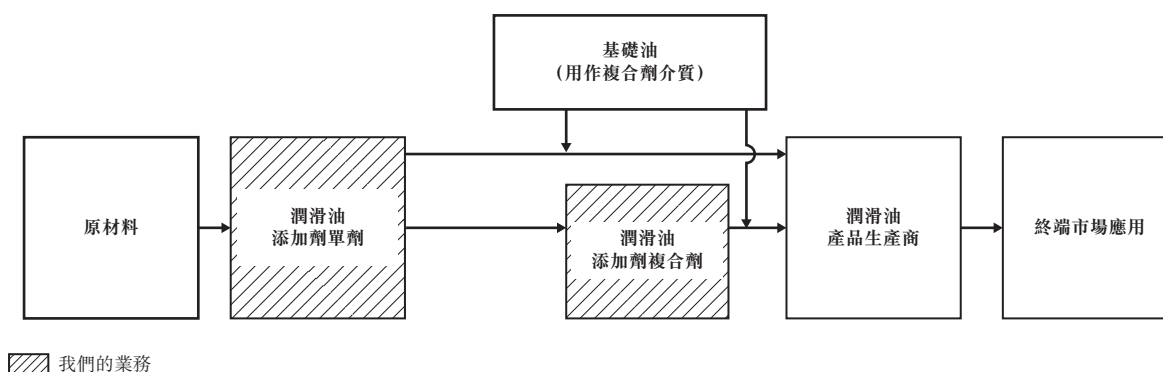 基礎油
(用作複合劑介質)
原材料
潤滑油
添加劑單劑
潤滑油
添加劑複合劑
潤滑油
產品生產商
終端市場應用
我們的業務